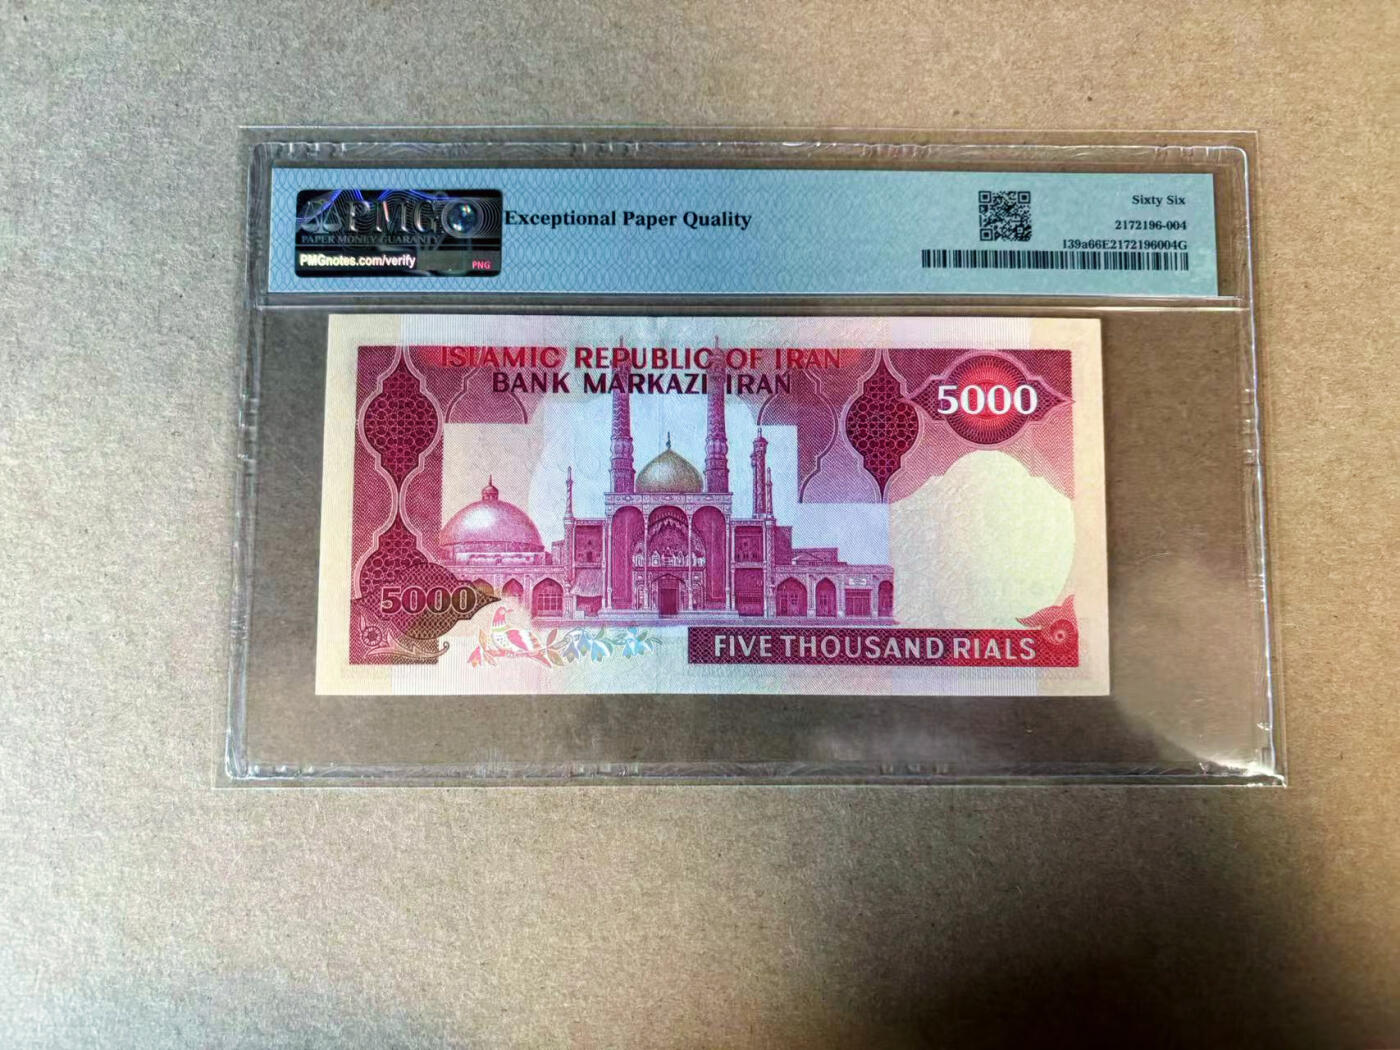 PMG
PAPER MONEY GUARANTY
PMGnotes.com/verify
PNG
Exceptional Paper Quality
Sixty Six
2172196-004
139a66E2172196004G
ISLAMIC REPUBLIC OF IRAN
BANK MARKAZI IRAN
5000
5000
FIVE THOUSAND RIALS